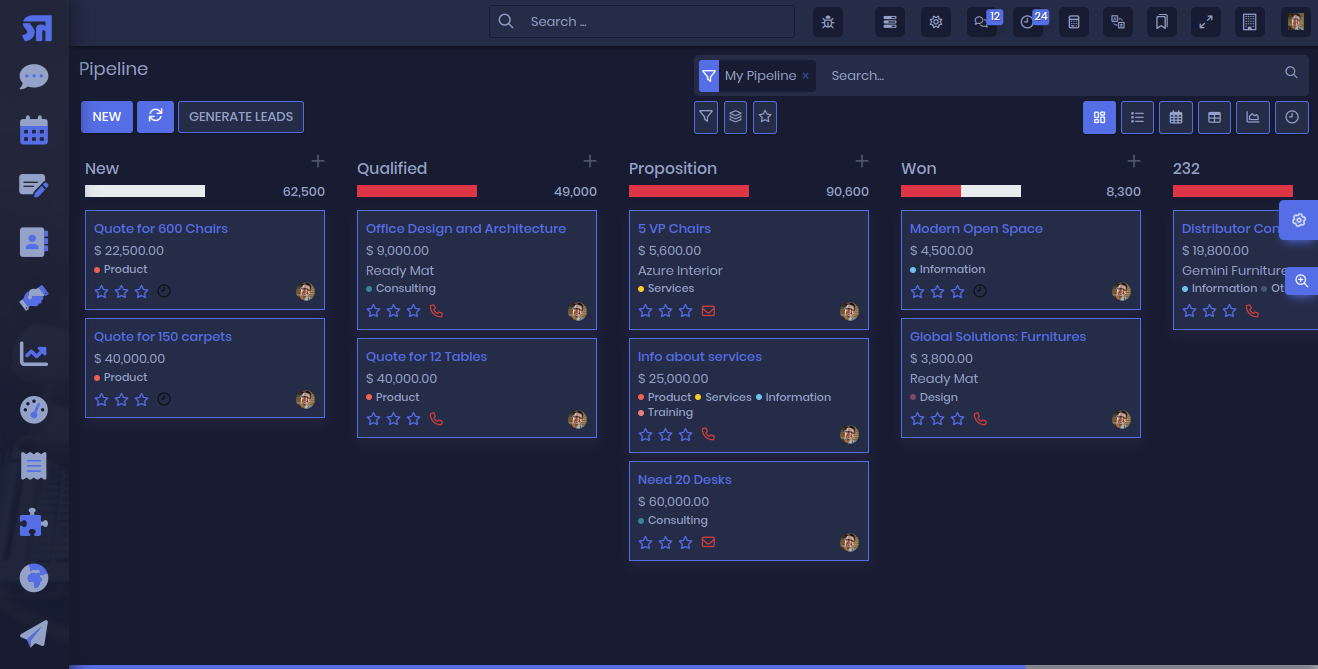 Search ...
12
24
Pipeline
My Pipeline ×
Search...
NEW
GENERATE LEADS
New
62,500
Quote for 600 Chairs
$ 22,500.00
Product
Quote for 150 carpets
$ 40,000.00
Product
Qualified
49,000
Office Design and Architecture
$ 9,000.00
Ready Mat
Consulting
Quote for 12 Tables
$ 40,000.00
Product
Proposition
90,600
5 VP Chairs
$ 5,600.00
Azure Interior
Services
Info about services
$ 25,000.00
Product Services Information
Training
Need 20 Desks
$ 60,000.00
Consulting
Won
8,300
Modern Open Space
$ 4,500.00
Information
Global Solutions: Furnitures
$ 3,800.00
Ready Mat
Design
232
Distributor Con
$ 19,800.00
Gemini Furniture
Information Ot